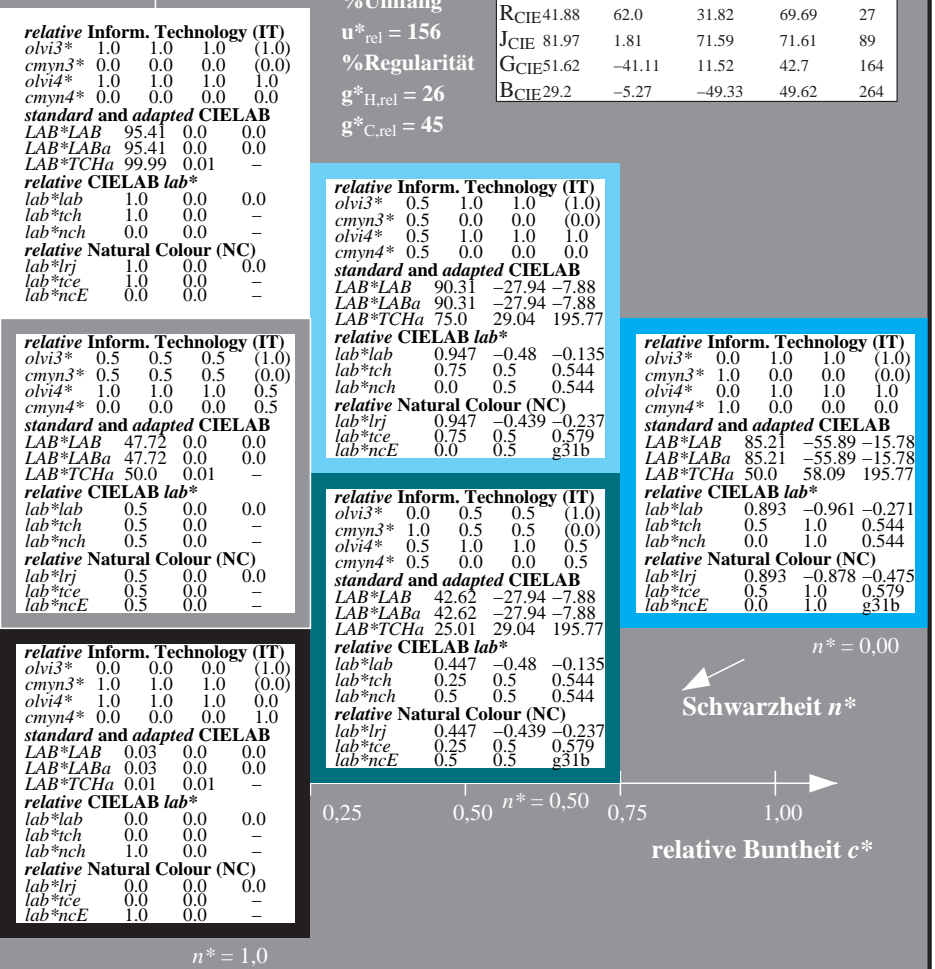 %Umfang
u*rel = 156
%Regularität
g*H,rel = 26
g*C,rel = 45
RCIE 41.88 62.0 31.82 69.69 27
JCIE 81.97 1.81 71.59 71.61 89
GCIE 51.62 –41.11 11.52 42.7 164
BCIE 29.2 –5.27 –49.33 49.62 264
relative Inform. Technology (IT)
olvi3* 1.0 1.0 1.0 (1.0)
cmyn3* 0.0 0.0 0.0 (0.0)
olvi4* 1.0 1.0 1.0 1.0
cmyn4* 0.0 0.0 0.0 0.0
standard and adapted CIELAB
LAB*LAB 95.41 0.0 0.0
LAB*LABa 95.41 0.0 0.0
LAB*TCHa 99.99 0.01 –
relative CIELAB lab*
lab*lab 1.0 0.0 0.0
lab*tch 1.0 0.0 –
lab*nch 0.0 0.0 –
relative Natural Colour (NC)
lab*lrj 1.0 0.0 0.0
lab*tce 1.0 0.0 –
lab*ncE 0.0 0.0 –
relative Inform. Technology (IT)
olvi3* 0.5 1.0 1.0 (1.0)
cmyn3* 0.5 0.0 0.0 (0.0)
olvi4* 0.5 1.0 1.0 1.0
cmyn4* 0.5 0.0 0.0 0.0
standard and adapted CIELAB
LAB*LAB 90.31 –27.94 –7.88
LAB*LABa 90.31 –27.94 –7.88
LAB*TCHa 75.0 29.04 195.77
relative CIELAB lab*
lab*lab 0.947 –0.48 –0.135
lab*tch 0.75 0.5 0.544
lab*nch 0.0 0.5 0.544
relative Natural Colour (NC)
lab*lrj 0.947 –0.439 –0.237
lab*tce 0.75 0.5 0.579
lab*ncE 0.0 0.5 g31b
relative Inform. Technology (IT)
olvi3* 0.5 0.5 0.5 (1.0)
cmyn3* 0.5 0.5 0.5 (0.0)
olvi4* 1.0 1.0 1.0 0.5
cmyn4* 0.0 0.0 0.0 0.5
standard and adapted CIELAB
LAB*LAB 47.72 0.0 0.0
LAB*LABa 47.72 0.0 0.0
LAB*TCHa 50.0 0.01 –
relative CIELAB lab*
lab*lab 0.5 0.0 0.0
lab*tch 0.5 0.0 –
lab*nch 0.5 0.0 –
relative Natural Colour (NC)
lab*lrj 0.5 0.0 0.0
lab*tce 0.5 0.0 –
lab*ncE 0.5 0.0 –
relative Inform. Technology (IT)
olvi3* 0.0 1.0 1.0 (1.0)
cmyn3* 1.0 0.0 0.0 (0.0)
olvi4* 0.0 1.0 1.0 1.0
cmyn4* 1.0 0.0 0.0 0.0
standard and adapted CIELAB
LAB*LAB 85.21 –55.89 –15.78
LAB*LABa 85.21 –55.89 –15.78
LAB*TCHa 50.0 58.09 195.77
relative CIELAB lab*
lab*lab 0.893 –0.961 –0.271
lab*tch 0.5 1.0 0.544
lab*nch 0.0 1.0 0.544
relative Natural Colour (NC)
lab*lrj 0.893 –0.878 –0.475
lab*tce 0.5 1.0 0.579
lab*ncE 0.0 1.0 g31b
relative Inform. Technology (IT)
olvi3* 0.0 0.5 0.5 (1.0)
cmyn3* 1.0 0.5 0.5 (0.0)
olvi4* 0.5 1.0 1.0 0.5
cmyn4* 0.5 0.0 0.0 0.5
standard and adapted CIELAB
LAB*LAB 42.62 –27.94 –7.88
LAB*LABa 42.62 –27.94 –7.88
LAB*TCHa 25.01 29.04 195.77
relative CIELAB lab*
lab*lab 0.447 –0.48 –0.135
lab*tch 0.25 0.5 0.544
lab*nch 0.5 0.5 0.544
relative Natural Colour (NC)
lab*lrj 0.447 –0.439 –0.237
lab*tce 0.25 0.5 0.579
lab*ncE 0.5 0.5 g31b
relative Inform. Technology (IT)
olvi3* 0.0 0.0 0.0 (1.0)
cmyn3* 1.0 1.0 1.0 (0.0)
olvi4* 1.0 1.0 1.0 0.0
cmyn4* 0.0 0.0 0.0 1.0
standard and adapted CIELAB
LAB*LAB 0.03 0.0 0.0
LAB*LABa 0.03 0.0 0.0
LAB*TCHa 0.01 0.01 –
relative CIELAB lab*
lab*lab 0.0 0.0 0.0
lab*tch 0.0 0.0 –
lab*nch 1.0 0.0 –
relative Natural Colour (NC)
lab*lrj 0.0 0.0 0.0
lab*tce 0.0 0.0 –
lab*ncE 1.0 0.0 –
n* = 0,00
Schwarzheit n*
0,25 0,50 n* = 0,50 0,75 1,00
relative Buntheit c*
n* = 1,0